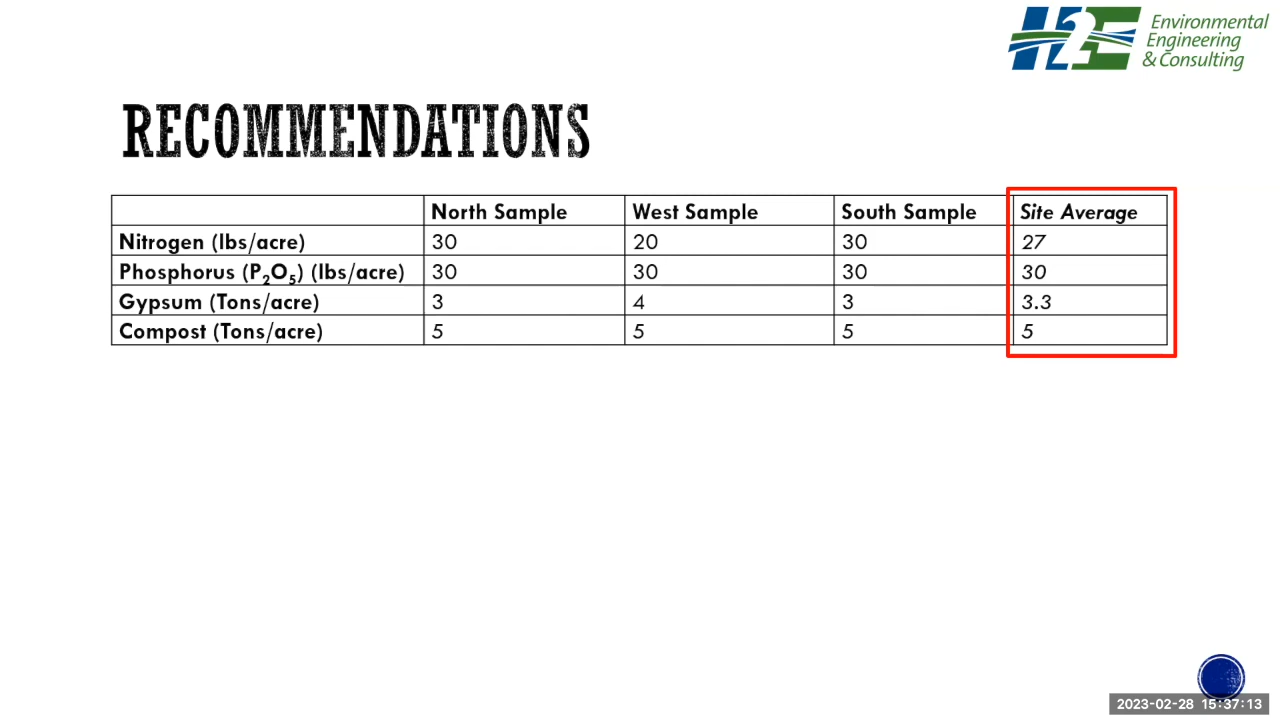 H2E
Environmental
Engineering
& Consulting
RECOMMENDATIONS
North Sample West Sample South Sample Site Average
Nitrogen (lbs/acre) 30 20 30 27
Phosphorus (P₂O₅) (lbs/acre) 30 30 30 30
Gypsum (Tons/acre) 3 4 3 3.3
Compost (Tons/acre) 5 5 5 5
2023-02-28 15:37:13